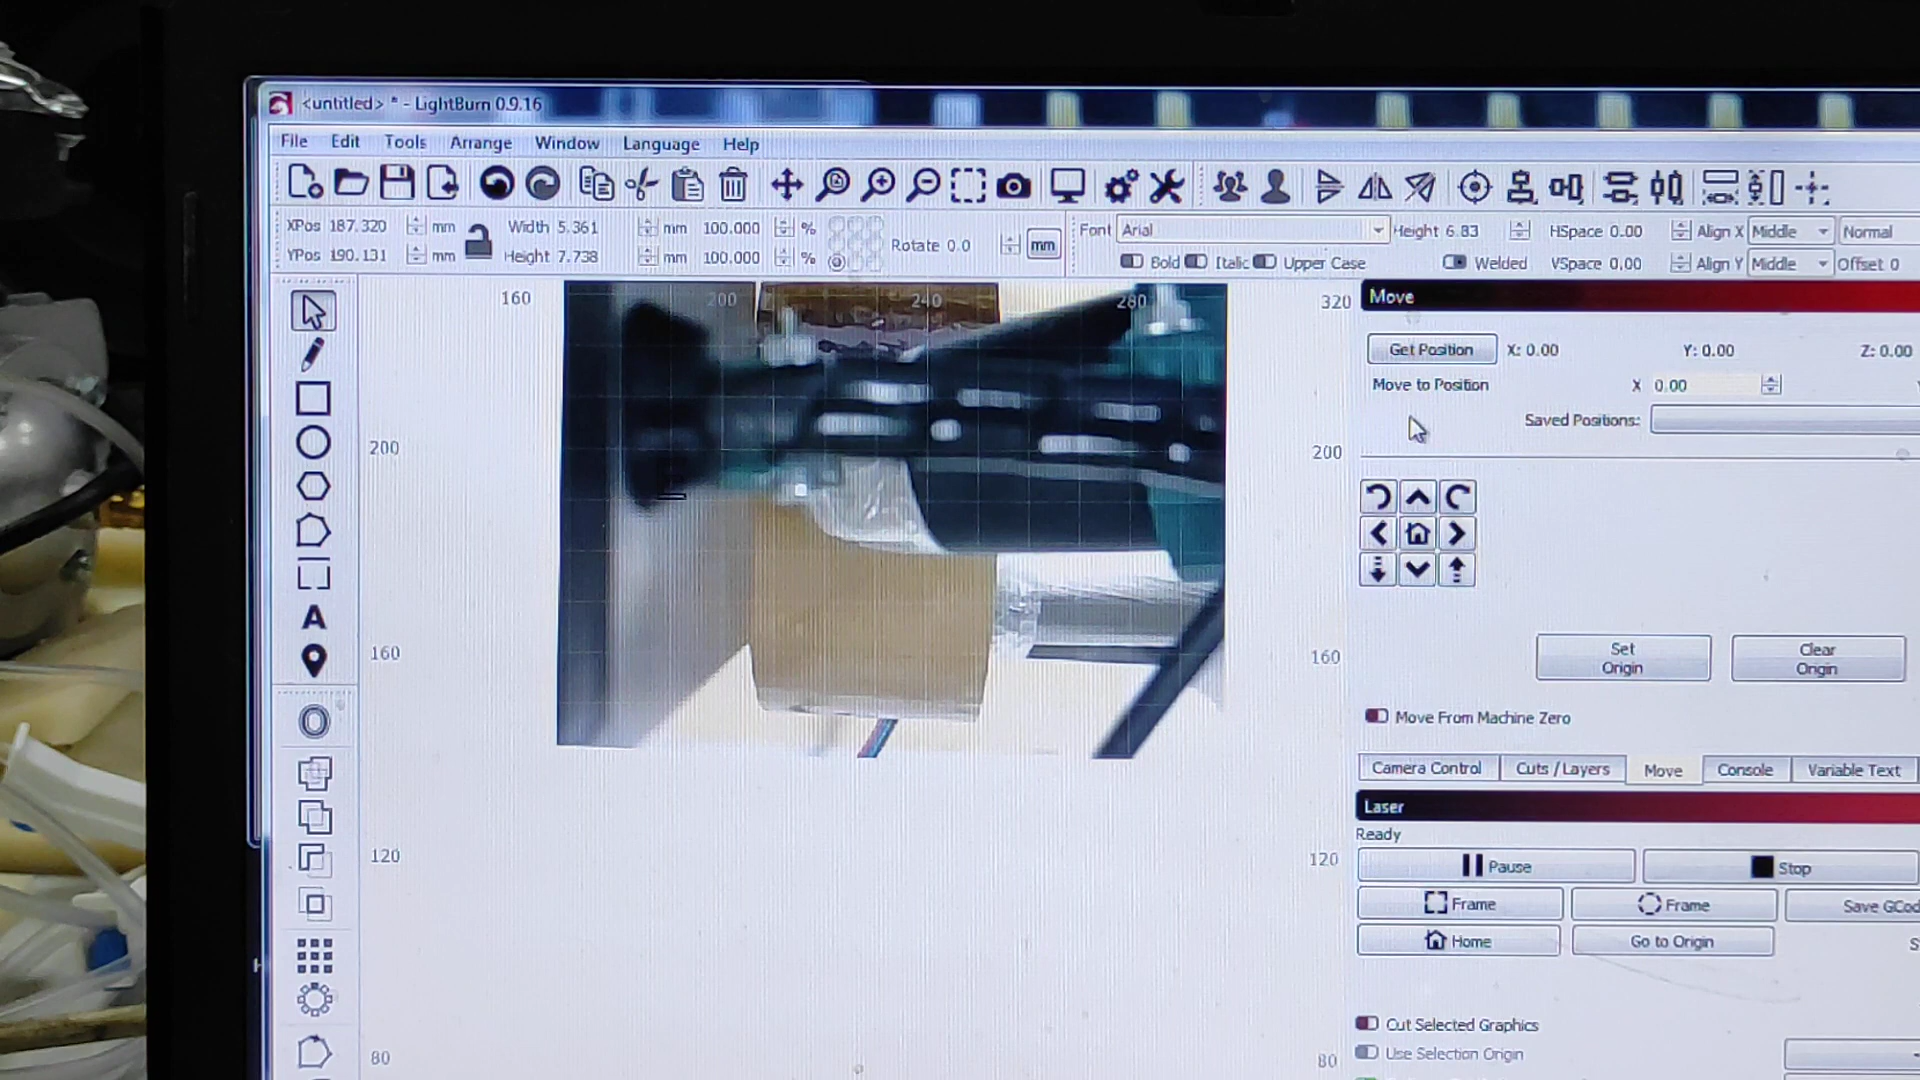 <untitled> * - LightBurn 0.9.16
File Edit Tools Arrange Window Language Help
XPos 187.320 mm Width 5.361 mm 100.000 % Rotate 0.0 mm Font Arial Height 6.83 HSpace 0.00 Align X Middle Normal
YPos 190.131 mm Height 7.738 mm 100.000 % Bold Italic Upper Case Welded VSpace 0.00 Align Y Middle Offset 0
160 200 240 280 320
Move
Get Position X: 0.00 Y: 0.00 Z: 0.00
Move to Position X 0.00
Saved Positions:
200 200
160 160
Set Origin
Clear Origin
Move From Machine Zero
Camera Control Cuts / Layers Move Console Variable Text
Laser
Ready
120 120
Pause Stop
Frame Frame Save GCod
Home Go to Origin
Cut Selected Graphics
Use Selection Origin
80 80